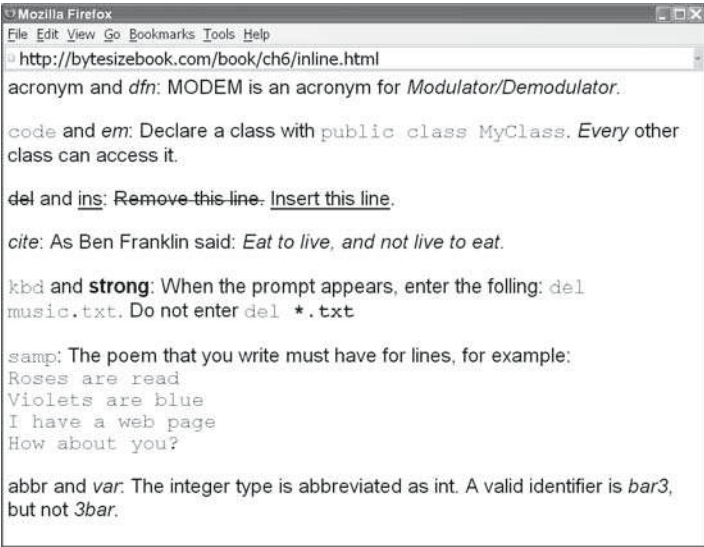 Mozilla Firefox
File Edit View Go Bookmarks Tools Help
http://bytesizebook.com/book/ch6/inline.html
acronym and dfn: MODEM is an acronym for Modulator/Demodulator.
code and em: Declare a class with public class MyClass. Every other
class can access it.
del and ins: Remove this line. Insert this line.
cite: As Ben Franklin said: Eat to live, and not live to eat.
kbd and strong: When the prompt appears, enter the folling: del
music.txt. Do not enter del *.txt
samp: The poem that you write must have for lines, for example:
Roses are read
Violets are blue
I have a web page
How about you?
abbr and var: The integer type is abbreviated as int. A valid identifier is bar3,
but not 3bar.